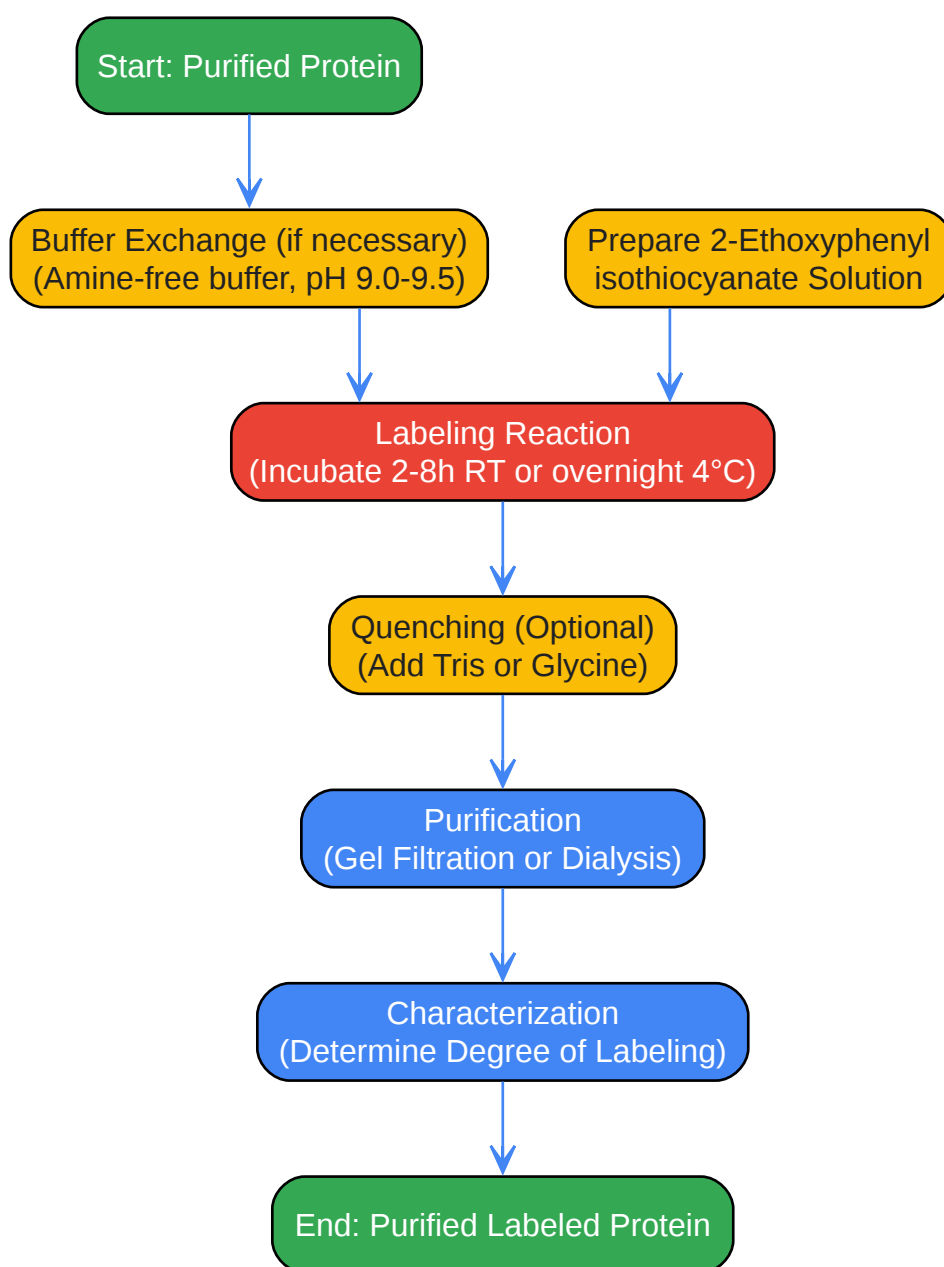 Start: Purified Protein
Buffer Exchange (if necessary)
(Amine-free buffer, pH 9.0-9.5)
Prepare 2-Ethoxyphenyl
isothiocyanate Solution
Labeling Reaction
(Incubate 2-8h RT or overnight 4°C)
Quenching (Optional)
(Add Tris or Glycine)
Purification
(Gel Filtration or Dialysis)
Characterization
(Determine Degree of Labeling)
End: Purified Labeled Protein